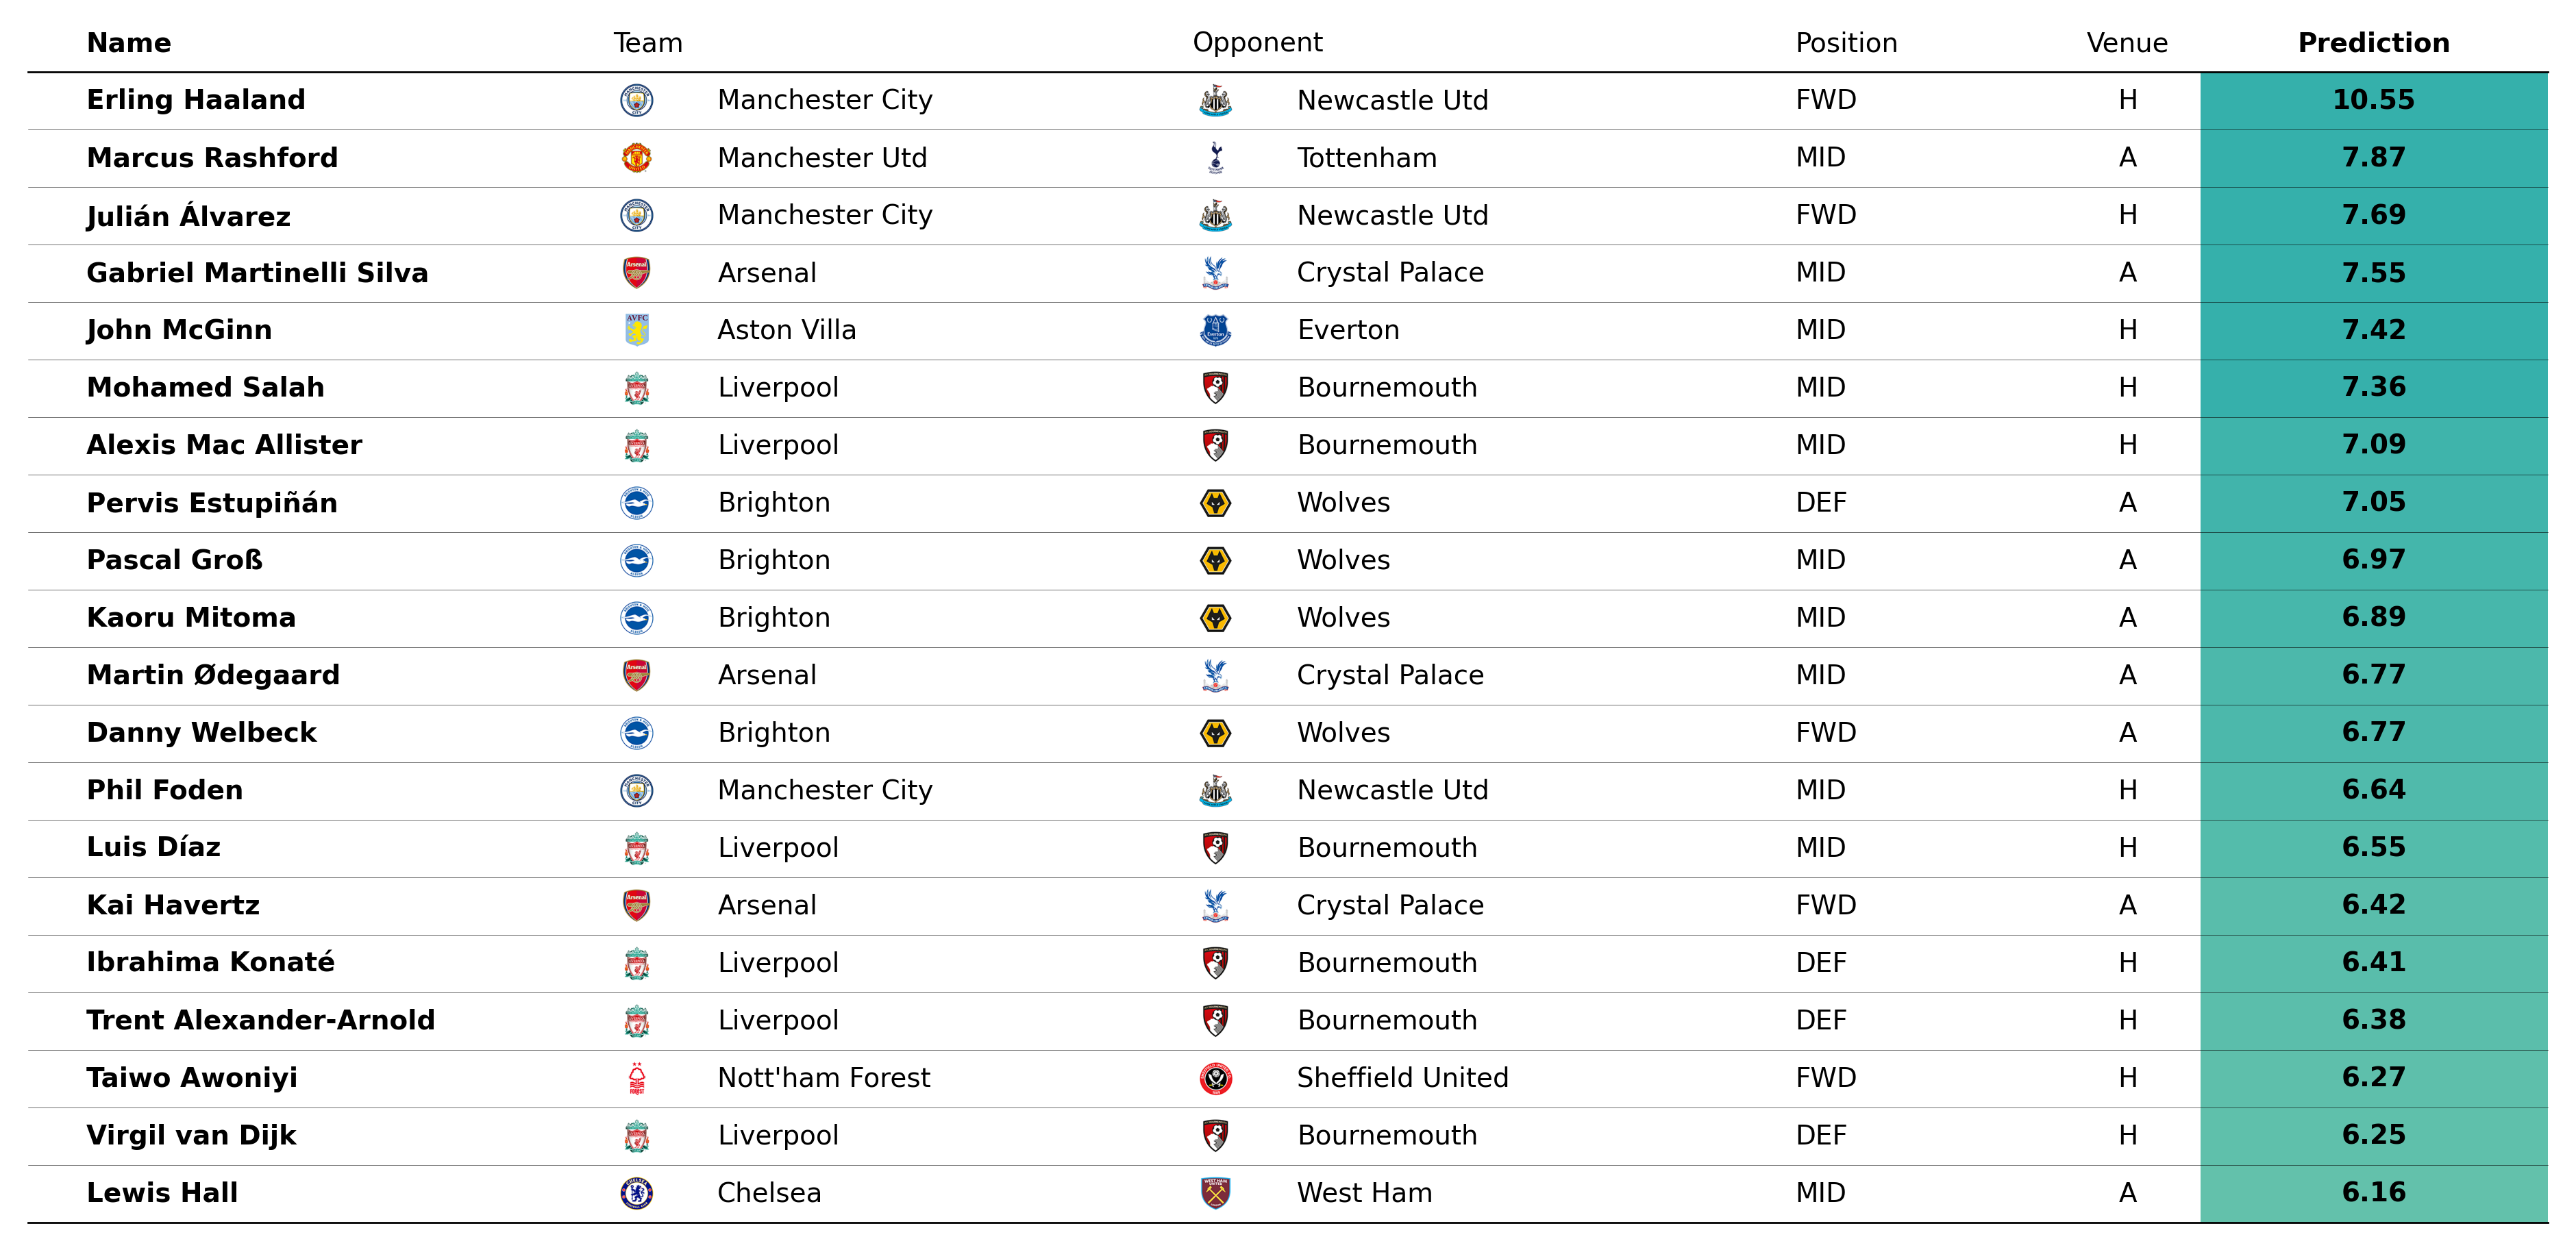 Name Team Opponent Position Venue Prediction
Erling Haaland Manchester City Newcastle Utd FWD H 10.55
Marcus Rashford Manchester Utd Tottenham MID A 7.87
Julián Álvarez Manchester City Newcastle Utd FWD H 7.69
Gabriel Martinelli Silva Arsenal Crystal Palace MID A 7.55
John McGinn Aston Villa Everton MID H 7.42
Mohamed Salah Liverpool Bournemouth MID H 7.36
Alexis Mac Allister Liverpool Bournemouth MID H 7.09
Pervis Estupiñán Brighton Wolves DEF A 7.05
Pascal Groß Brighton Wolves MID A 6.97
Kaoru Mitoma Brighton Wolves MID A 6.89
Martin Ødegaard Arsenal Crystal Palace MID A 6.77
Danny Welbeck Brighton Wolves FWD A 6.77
Phil Foden Manchester City Newcastle Utd MID H 6.64
Luis Díaz Liverpool Bournemouth MID H 6.55
Kai Havertz Arsenal Crystal Palace FWD A 6.42
Ibrahima Konaté Liverpool Bournemouth DEF H 6.41
Trent Alexander-Arnold Liverpool Bournemouth DEF H 6.38
Taiwo Awoniyi Nott'ham Forest Sheffield United FWD H 6.27
Virgil van Dijk Liverpool Bournemouth DEF H 6.25
Lewis Hall Chelsea West Ham MID A 6.16